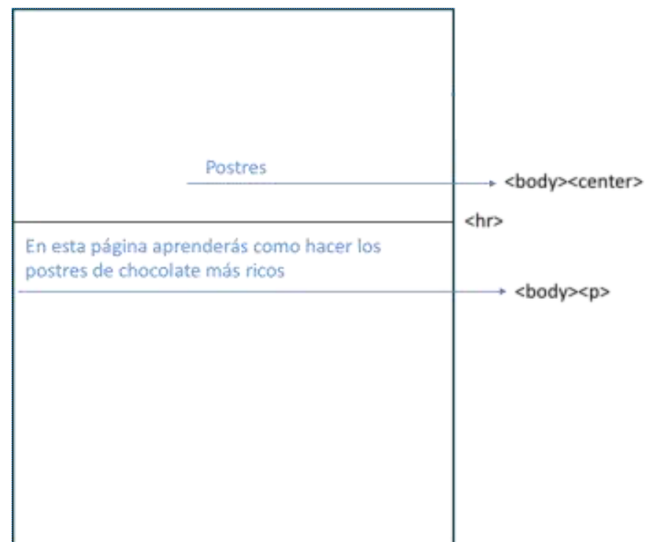 Postres
<body><center>
<hr>
En esta página aprenderás como hacer los
postres de chocolate más ricos
<body><p>